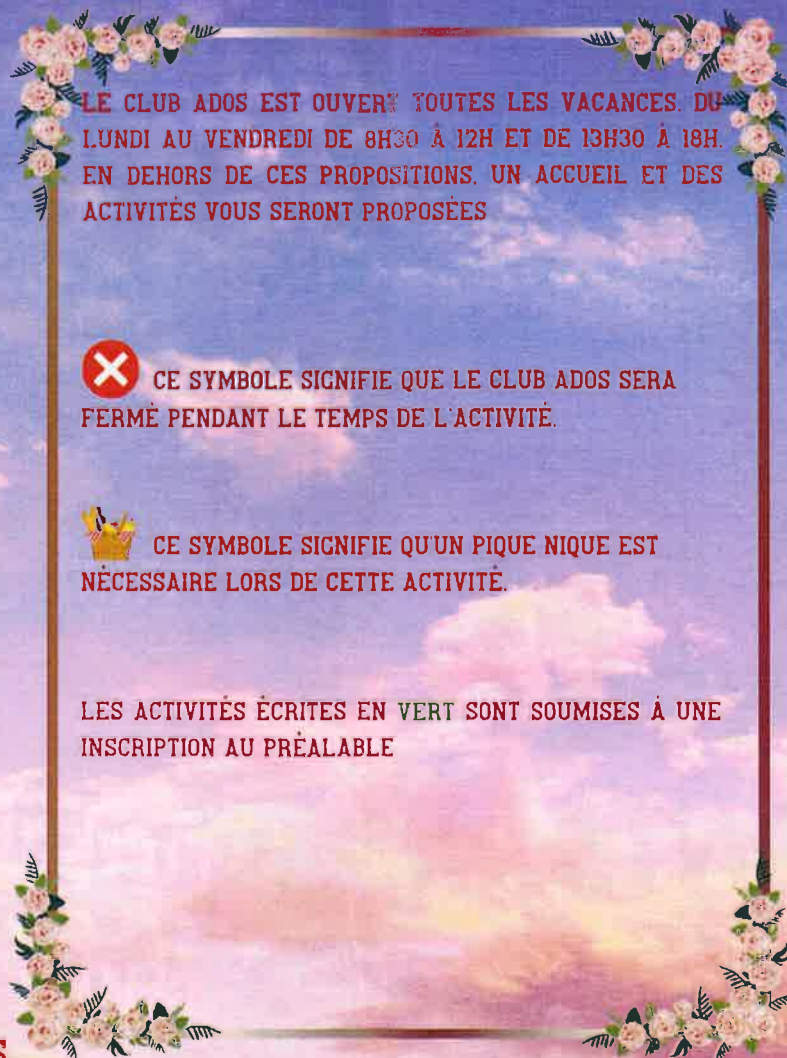 LE CLUB ADOS EST OUVERT TOUTES LES VACANCES. DU
LUNDI AU VENDREDI DE 8H30 À 12H ET DE 13H30 À 18H.
EN DEHORS DE CES PROPOSITIONS, UN ACCUEIL ET DES
ACTIVITÉS VOUS SERONT PROPOSÉES
CE SYMBOLE SIGNIFIE QUE LE CLUB ADOS SERA
FERMÉ PENDANT LE TEMPS DE L'ACTIVITÉ.
CE SYMBOLE SIGNIFIE QU'UN PIQUE NIQUE EST
NÉCESSAIRE LORS DE CETTE ACTIVITÉ.
LES ACTIVITÉS ÉCRITES EN VERT SONT SOUMISES À UNE
INSCRIPTION AU PRÉALABLE